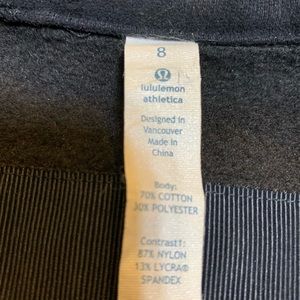 8
lululemon
athletica
Designed in
Vancouver
Made in
China
Body:
70% COTTON
30% POLYESTER
Contrast1:
87% NYLON
13% LYCRA®
SPANDEX